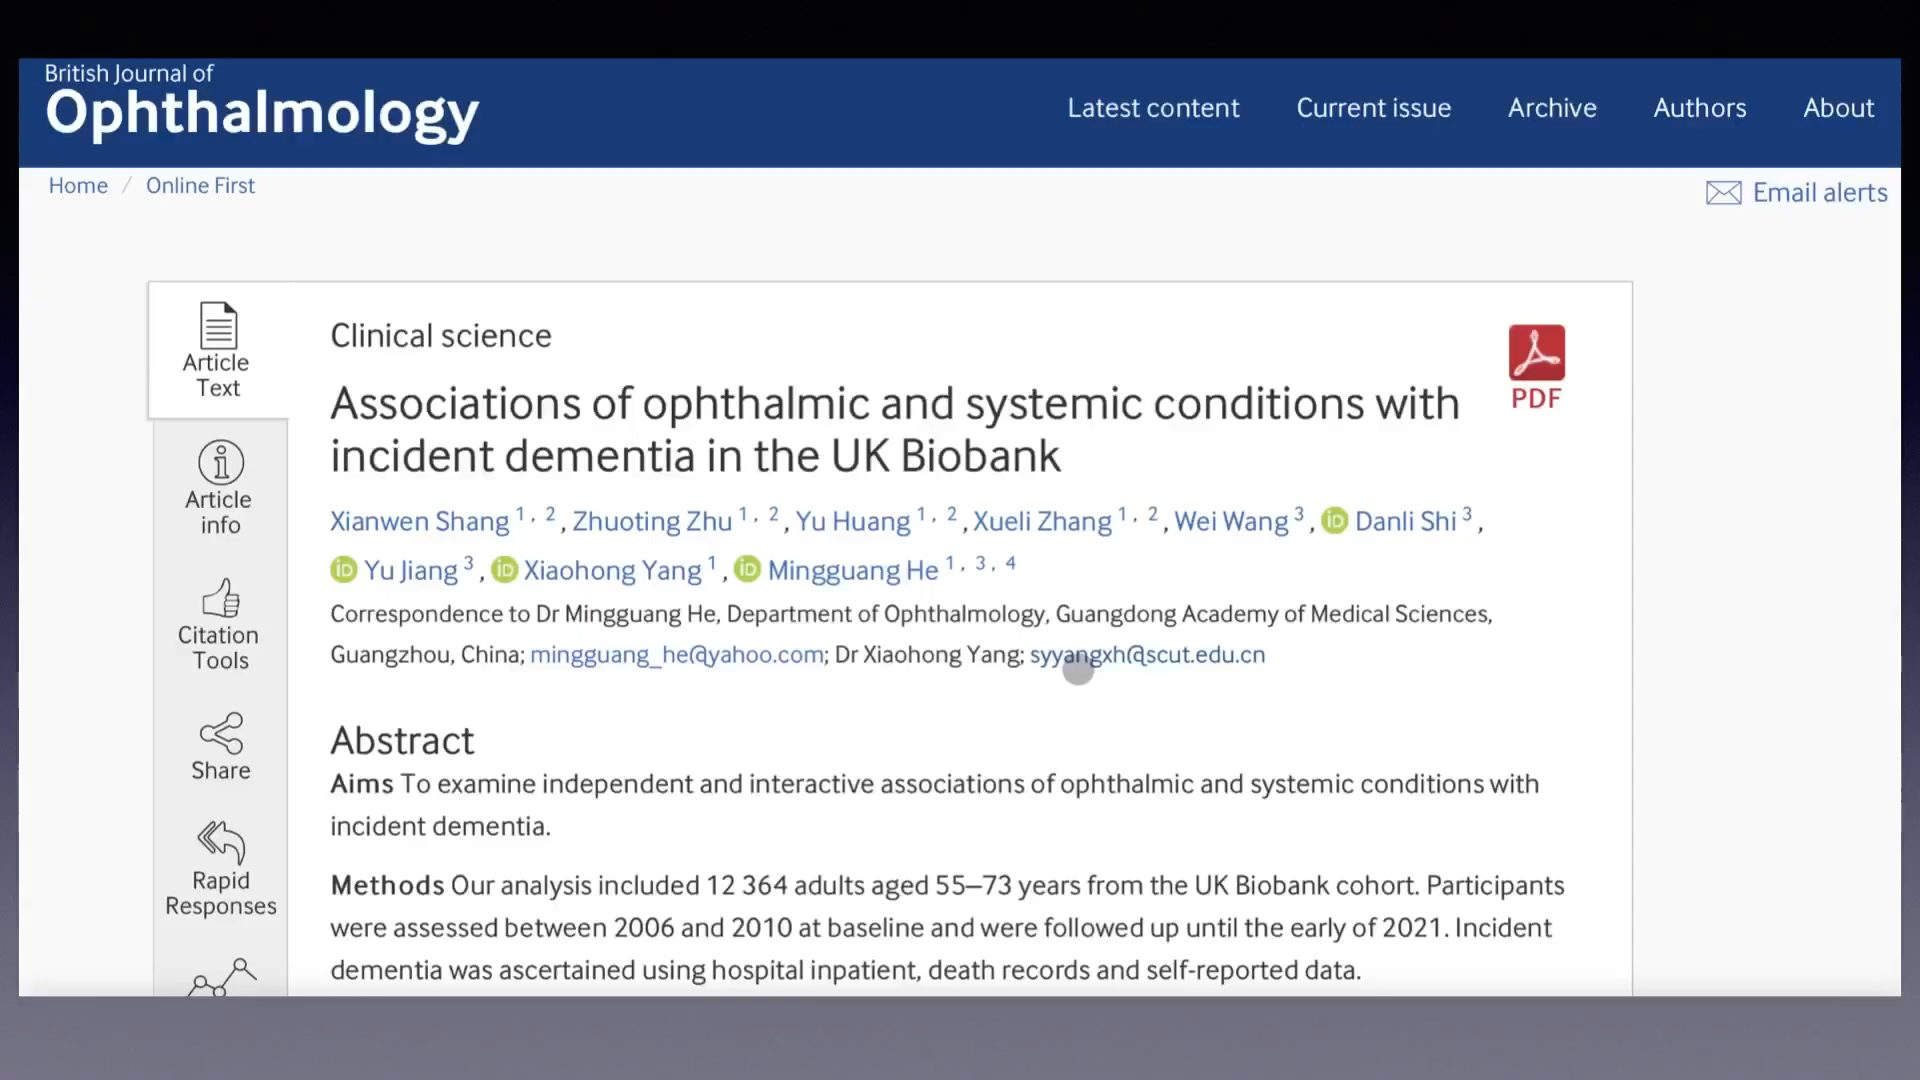 British Journal of
Ophthalmology
Latest content Current issue Archive Authors About
Home / Online First
Email alerts
Article
Text
Article
info
Citation
Tools
Share
Rapid
Responses
Clinical science
PDF
Associations of ophthalmic and systemic conditions with
incident dementia in the UK Biobank
Xianwen Shang 1, 2, Zhuoting Zhu 1, 2, Yu Huang 1, 2, Xueli Zhang 1, 2, Wei Wang 3, iD Danli Shi 3,
iD Yu Jiang 3, iD Xiaohong Yang 1, iD Mingguang He 1, 3, 4
Correspondence to Dr Mingguang He, Department of Ophthalmology, Guangdong Academy of Medical Sciences,
Guangzhou, China; mingguang_he@yahoo.com; Dr Xiaohong Yang; syyangxh@scut.edu.cn
Abstract
Aims To examine independent and interactive associations of ophthalmic and systemic conditions with
incident dementia.
Methods Our analysis included 12 364 adults aged 55–73 years from the UK Biobank cohort. Participants
were assessed between 2006 and 2010 at baseline and were followed up until the early of 2021. Incident
dementia was ascertained using hospital inpatient, death records and self-reported data.